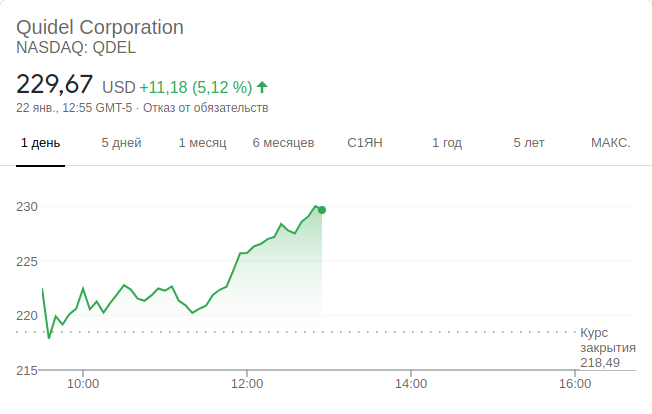 Quidel Corporation
NASDAQ: QDEL
229,67 USD +11,18 (5,12 %)
22 янв., 12:55 GMT-5 · Отказ от обязательств
1 день 5 дней 1 месяц 6 месяцев С1ЯН 1 год 5 лет МАКС.
230
225
220
Курс
закрытия
218,49
215
10:00 12:00 14:00 16:00